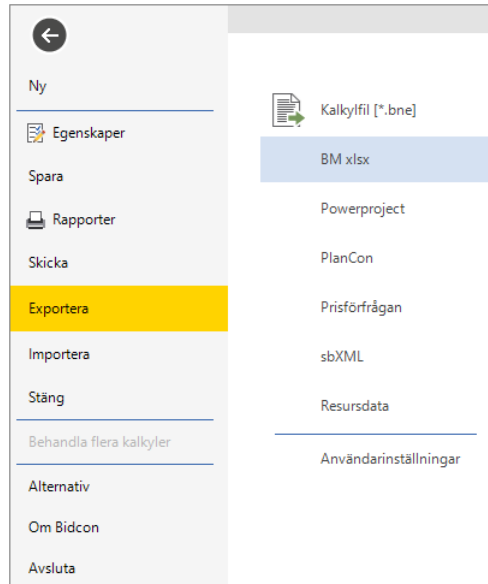 Ny
Egenskaper
Spara
Rapporter
Skicka
Exportera
Importera
Stäng
Behandla flera kalkyler
Alternativ
Om Bidcon
Avsluta
Kalkylfil [*.bne]
BM xlsx
Powerproject
PlanCon
Prisförfrågan
sbXML
Resursdata
Användarinställningar